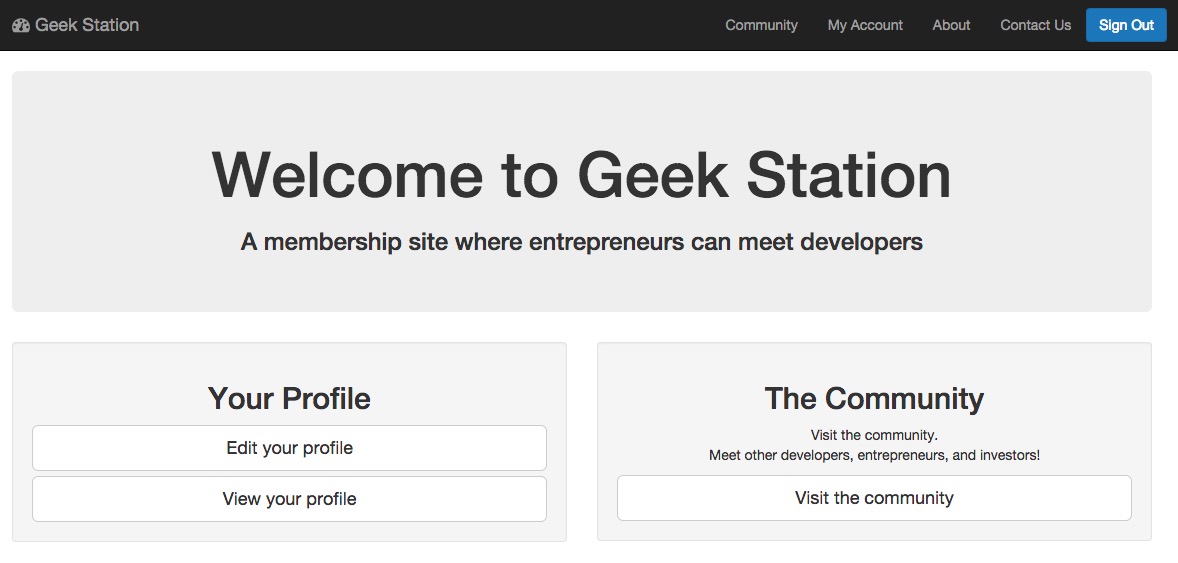 Geek Station
Community
My Account
About
Contact Us
Sign Out
Welcome to Geek Station
A membership site where entrepreneurs can meet developers
Your Profile
Edit your profile
View your profile
The Community
Visit the community.
Meet other developers, entrepreneurs, and investors!
Visit the community